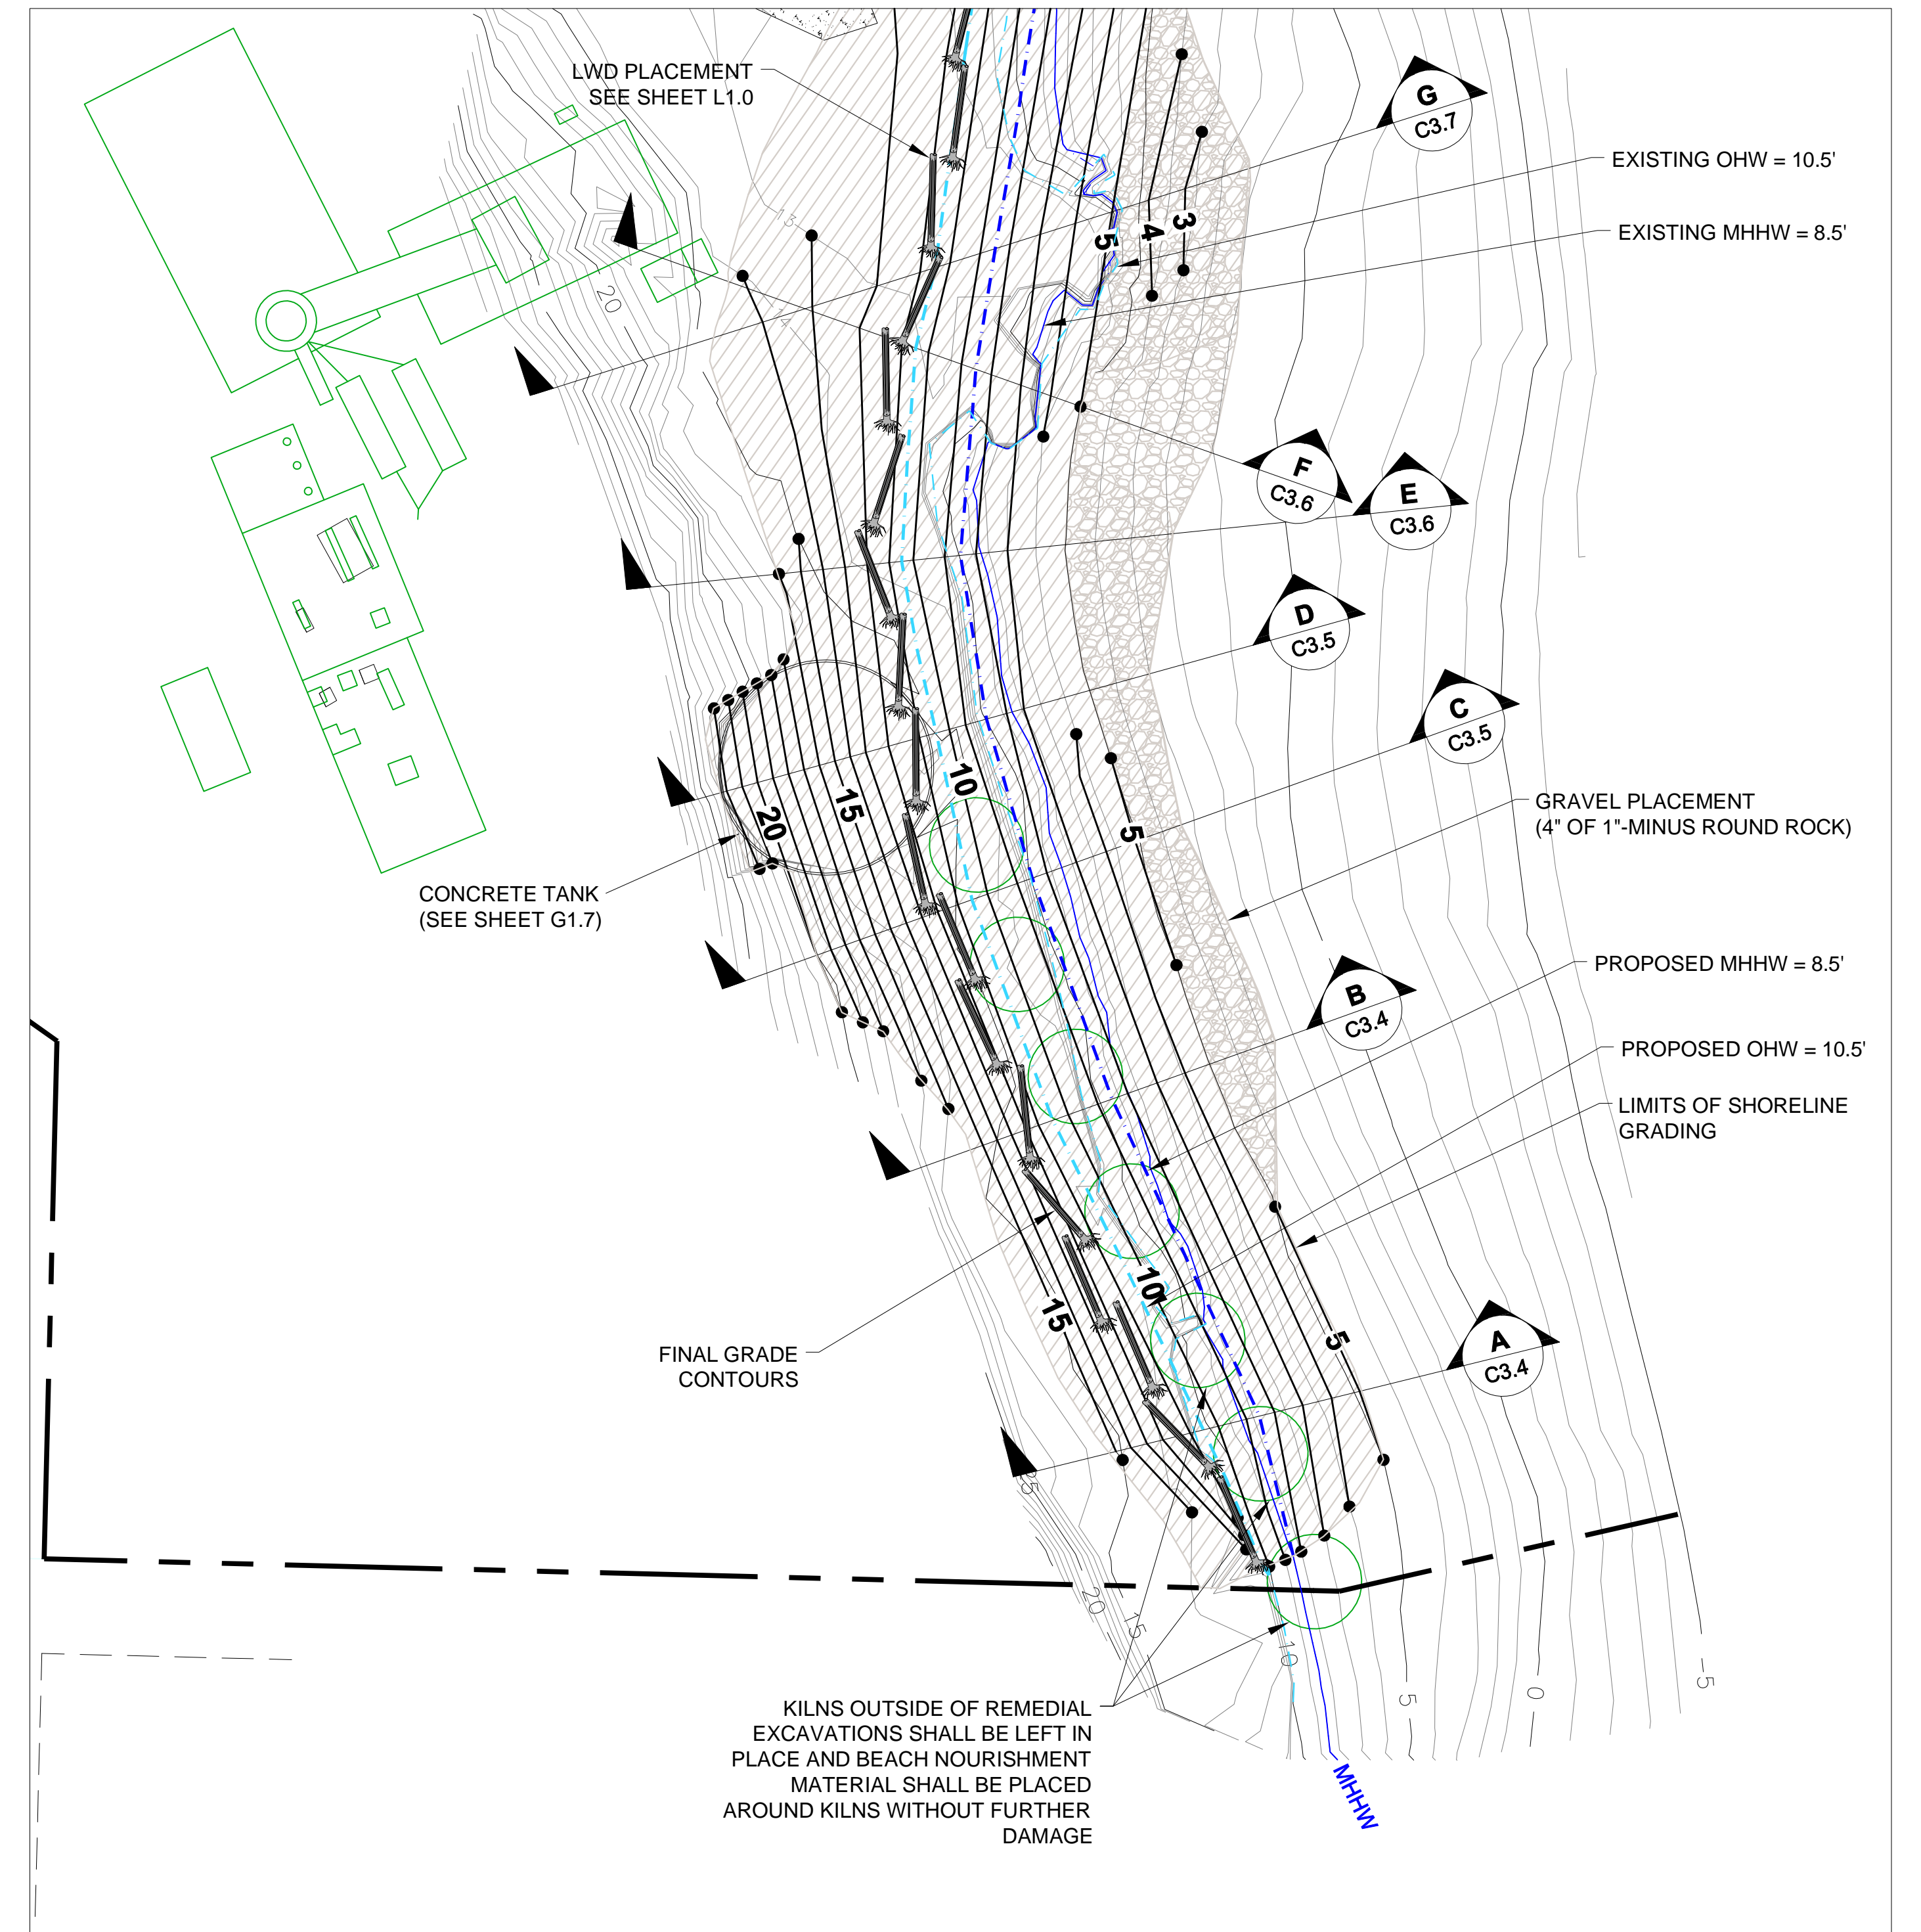 LWD PLACEMENT
SEE SHEET L1.0
G
C3.7
EXISTING OHW = 10.5'
EXISTING MHHW = 8.5'
13
14
20
5
4
3
F
C3.6
E
C3.6
D
C3.5
C
C3.5
10
15
20
5
GRAVEL PLACEMENT
(4" OF 1"-MINUS ROUND ROCK)
CONCRETE TANK
(SEE SHEET G1.7)
PROPOSED MHHW = 8.5'
B
C3.4
PROPOSED OHW = 10.5'
LIMITS OF SHORELINE
GRADING
10
15
5
A
C3.4
FINAL GRADE
CONTOURS
25
20
15
10
5
0
-5
KILNS OUTSIDE OF REMEDIAL
EXCAVATIONS SHALL BE LEFT IN
PLACE AND BEACH NOURISHMENT
MATERIAL SHALL BE PLACED
AROUND KILNS WITHOUT FURTHER
DAMAGE
MHHW